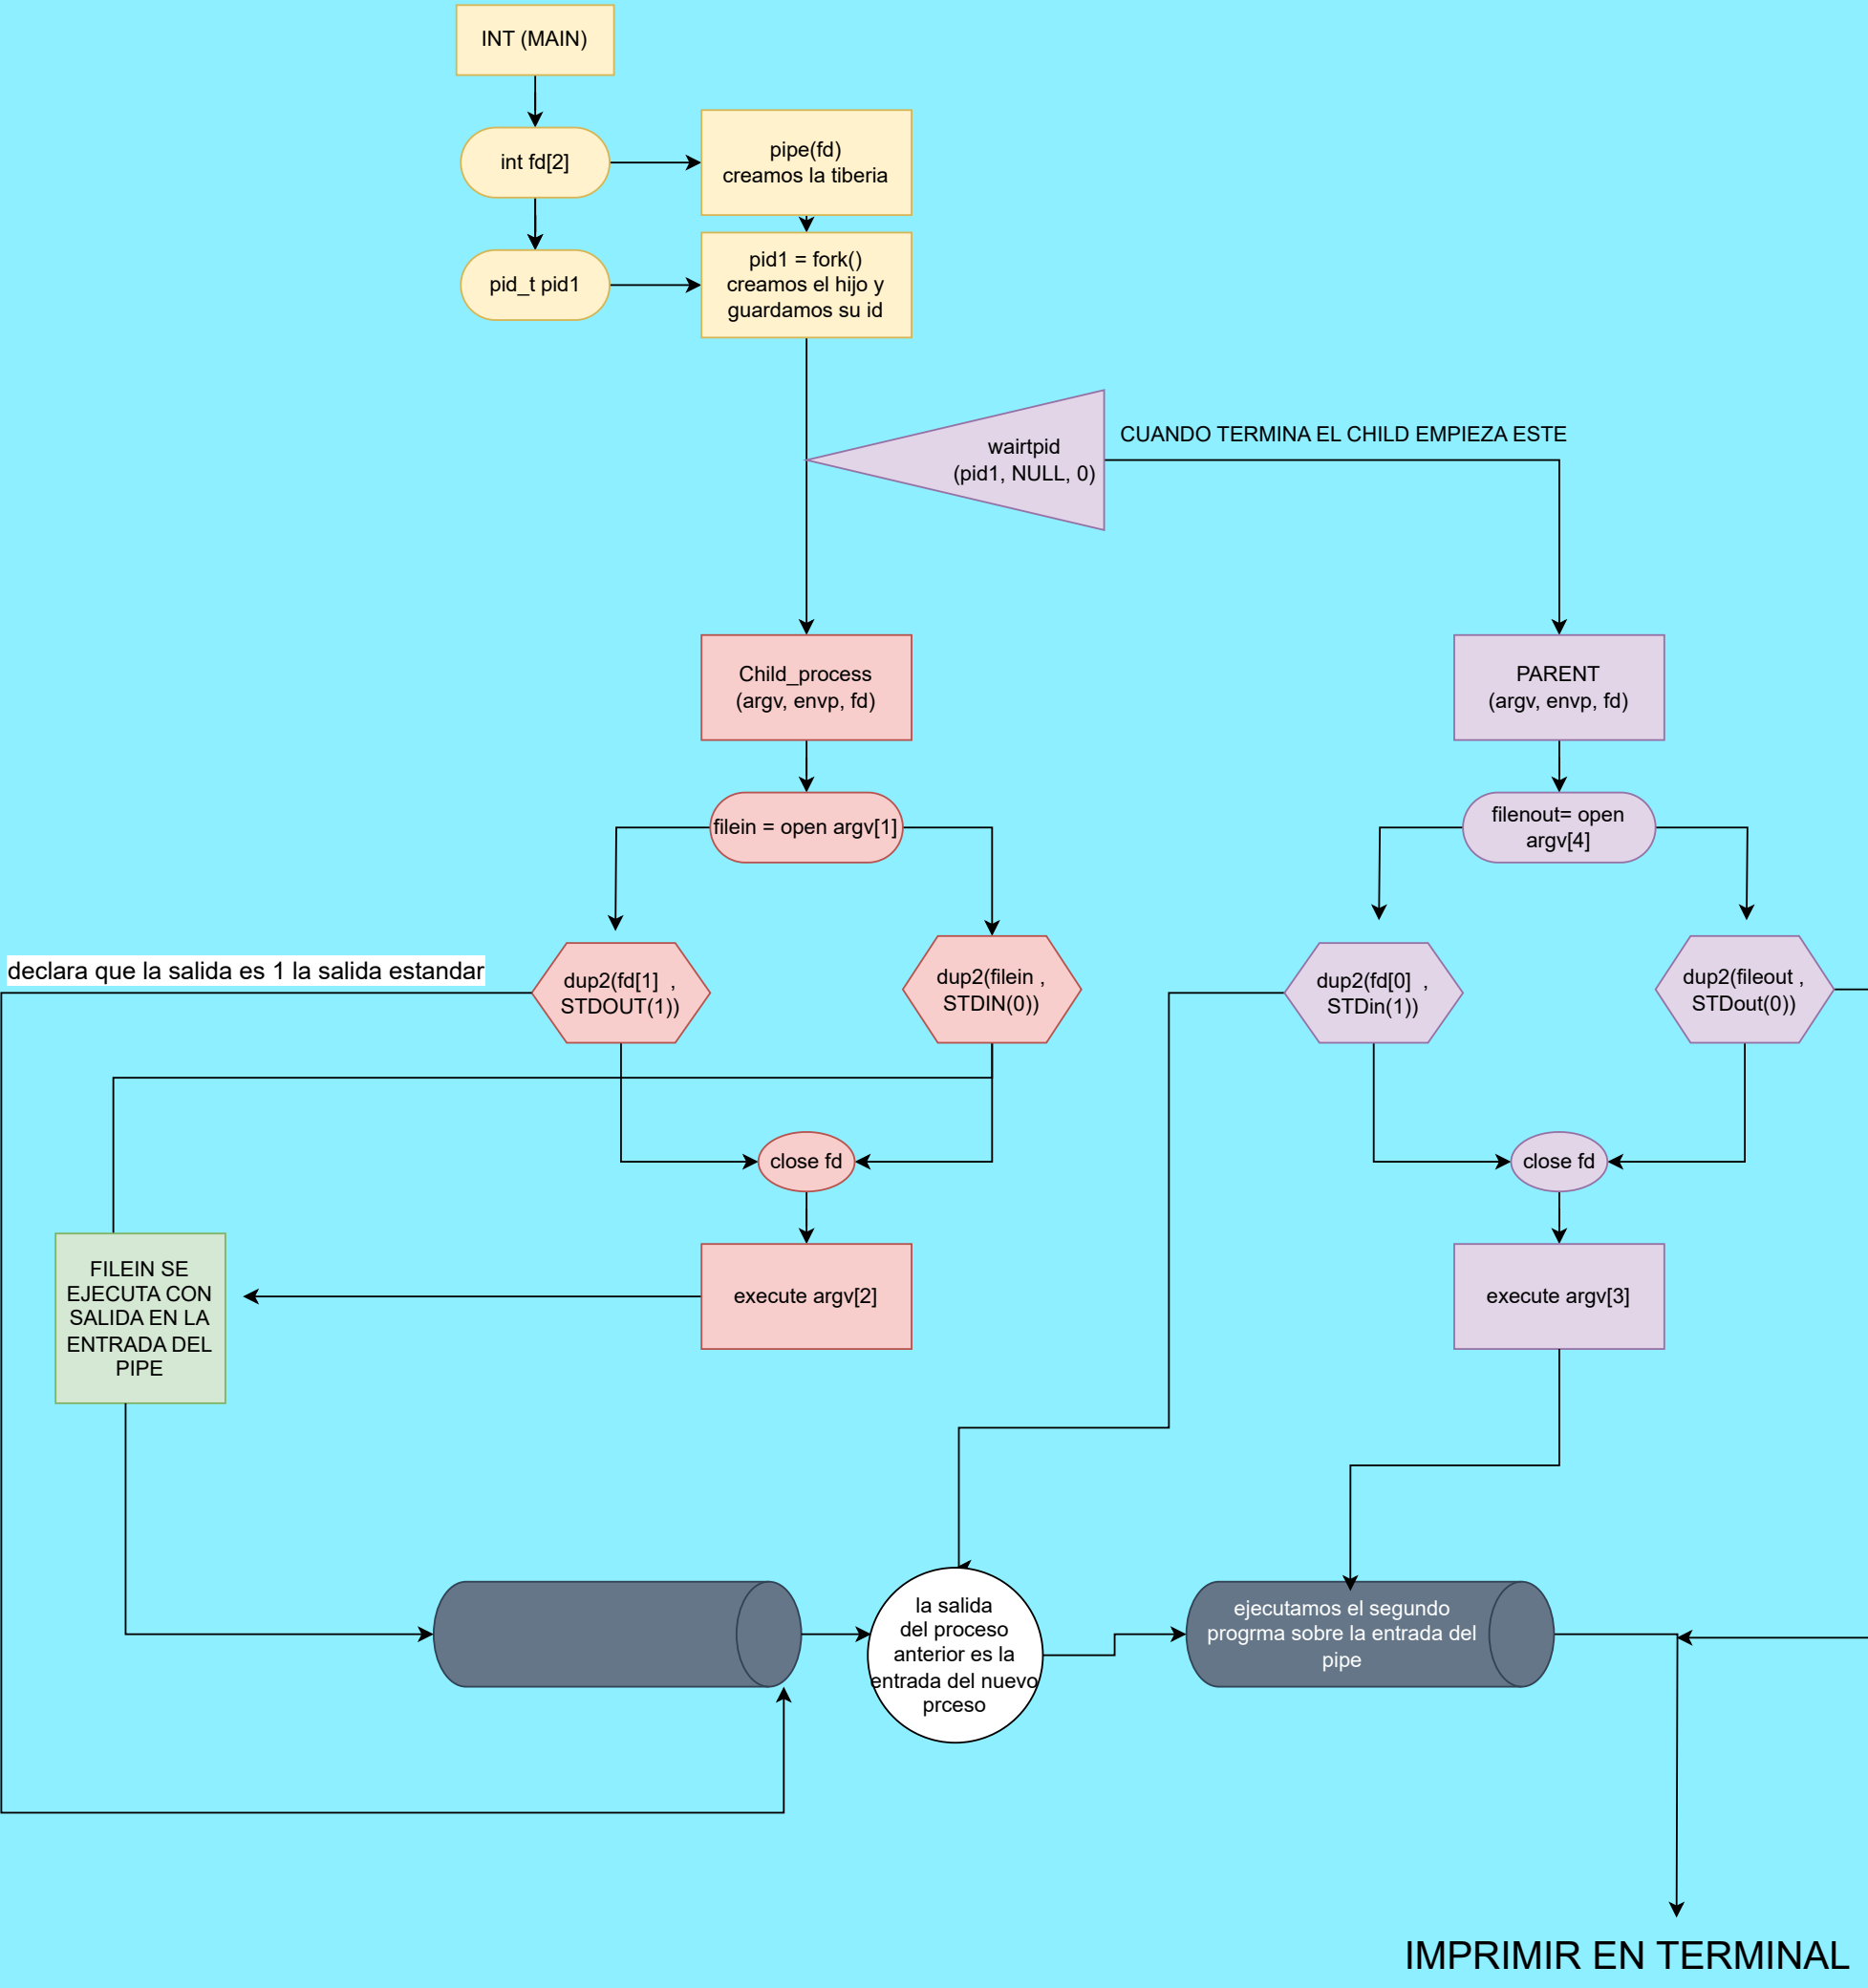 INT (MAIN)
int fd[2]
pipe(fd)
creamos la tiberia
pid_t pid1
pid1 = fork()
creamos el hijo y
guardamos su id
wairtpid
(pid1, NULL, 0)
CUANDO TERMINA EL CHILD EMPIEZA ESTE
Child_process
(argv, envp, fd)
PARENT
(argv, envp, fd)
filein = open argv[1]
filenout= open
argv[4]
declara que la salida es 1 la salida estandar
dup2(fd[1] ,
STDOUT(1))
dup2(filein ,
STDIN(0))
dup2(fd[0] ,
STDin(1))
dup2(fileout ,
STDout(0))
close fd
close fd
FILEIN SE
EJECUTA CON
SALIDA EN LA
ENTRADA DEL
PIPE
execute argv[2]
execute argv[3]
la salida
del proceso
anterior es la
entrada del nuevo
prceso
ejecutamos el segundo
progrma sobre la entrada del
pipe
IMPRIMIR EN TERMINAL